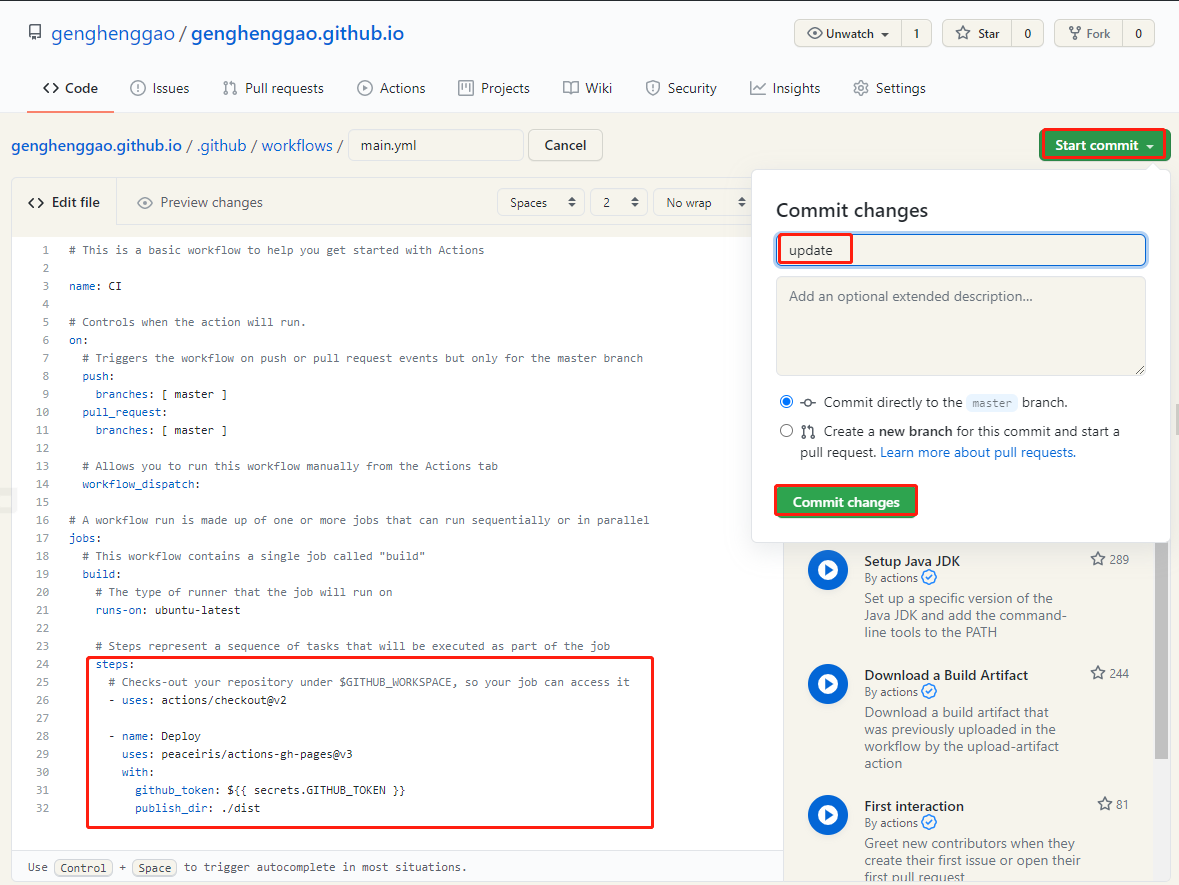 genghenggao / genghenggao.github.io
Unwatch 1
Star 0
Fork 0
Code
Issues
Pull requests
Actions
Projects
Wiki
Security
Insights
Settings
genghenggao.github.io / .github / workflows / main.yml
Cancel
Start commit
Edit file
Preview changes
Spaces
2
No wrap
1 # This is a basic workflow to help you get started with Actions
2
3 name: CI
4
5 # Controls when the action will run.
6 on:
7 # Triggers the workflow on push or pull request events but only for the master branch
8 push:
9 branches: [ master ]
10 pull_request:
11 branches: [ master ]
12
13 # Allows you to run this workflow manually from the Actions tab
14 workflow_dispatch:
15
16 # A workflow run is made up of one or more jobs that can run sequentially or in parallel
17 jobs:
18 # This workflow contains a single job called "build"
19 build:
20 # The type of runner that the job will run on
21 runs-on: ubuntu-latest
22
23 # Steps represent a sequence of tasks that will be executed as part of the job
24 steps:
25 # Checks-out your repository under $GITHUB_WORKSPACE, so your job can access it
26 - uses: actions/checkout@v2
27
28 - name: Deploy
29 uses: peaceiris/actions-gh-pages@v3
30 with:
31 github_token: ${{ secrets.GITHUB_TOKEN }}
32 publish_dir: ./dist
Use Control + Space to trigger autocomplete in most situations.
Commit changes
update
Add an optional extended description...
Commit directly to the master branch.
Create a new branch for this commit and start a
pull request. Learn more about pull requests.
Commit changes
Setup Java JDK 289
By actions
Set up a specific version of the
Java JDK and add the command-
line tools to the PATH
Download a Build Artifact 244
By actions
Download a build artifact that
was previously uploaded in the
workflow by the upload-artifact
action
First interaction 81
By actions
Greet new contributors when they
create their first issue or open their
first pull request